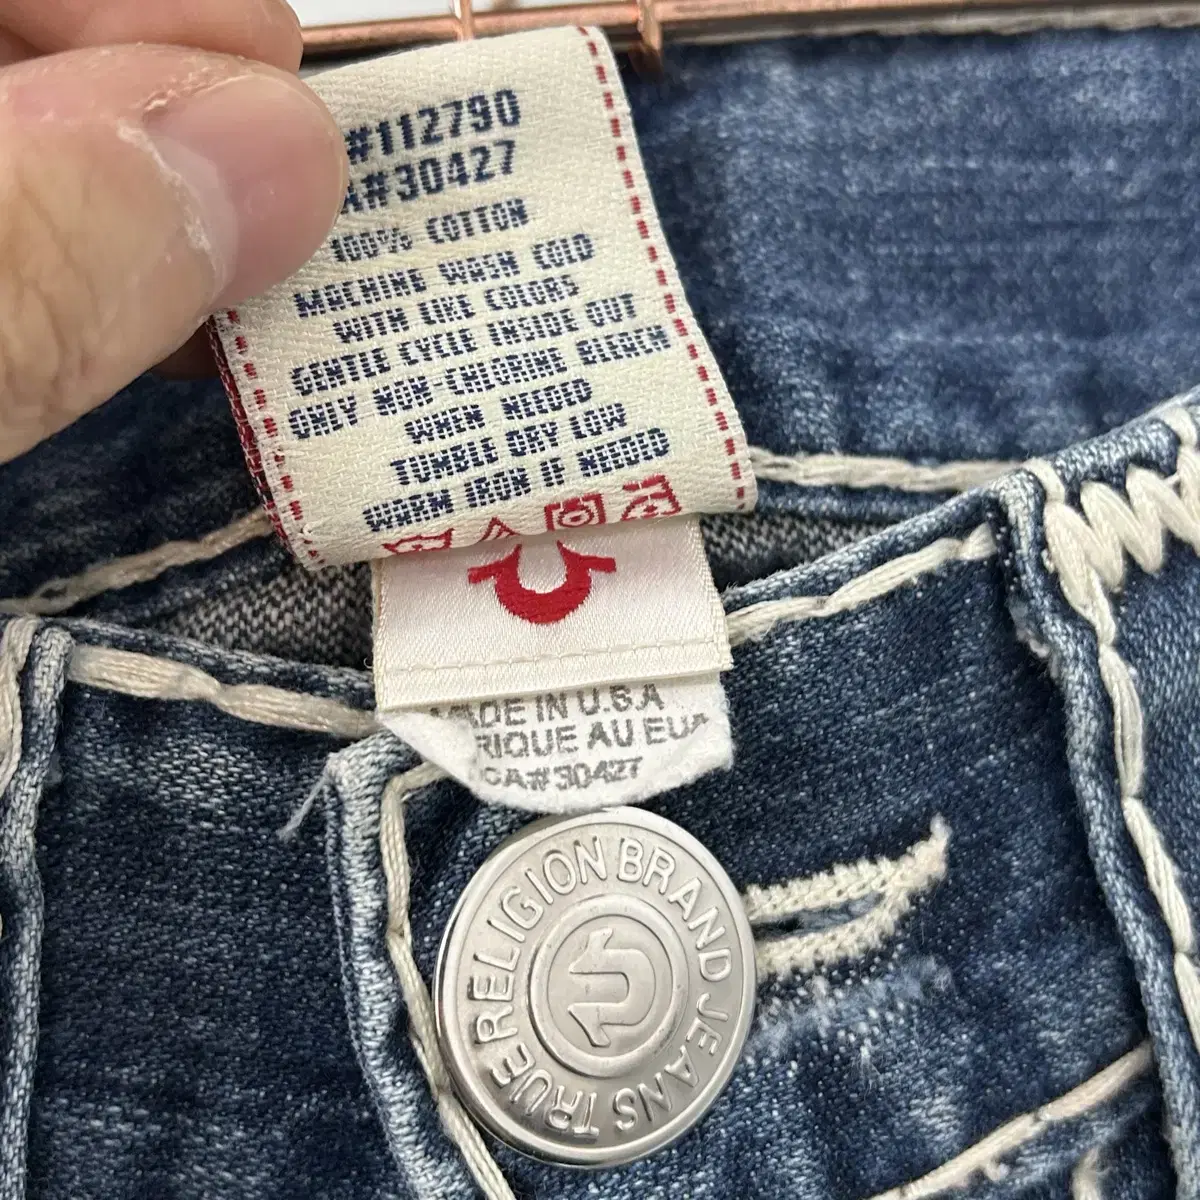 #112790
A#30427
100% COTTON
MACHINE WASH COLD
WITH LIKE COLORS
GENTLE CYCLE INSIDE OUT
ONLY NON-CHLORINE BLEACH
WHEN NEEDED
TUMBLE DRY LOW
WARM IRON IF NEEDED
MADE IN U.S.A
RIQUE AU EUA
CA#30427
TRUE RELIGION BRAND JEANS